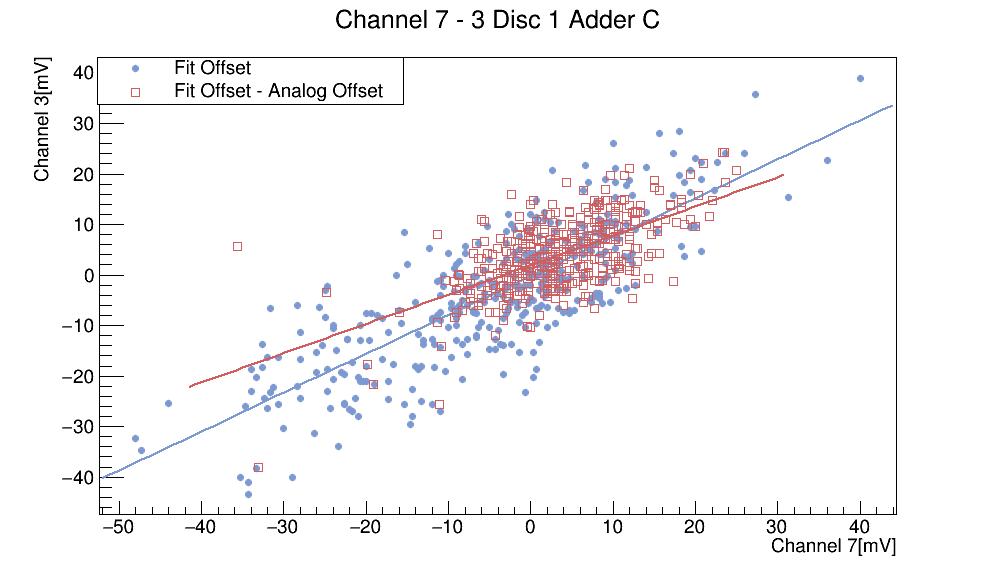 Channel 7 - 3 Disc 1 Adder C
Channel 3[mV]
Fit Offset
Fit Offset - Analog Offset
40
30
20
10
0
−10
−20
−30
−40
−50 −40 −30 −20 −10 0 10 20 30 40
Channel 7[mV]